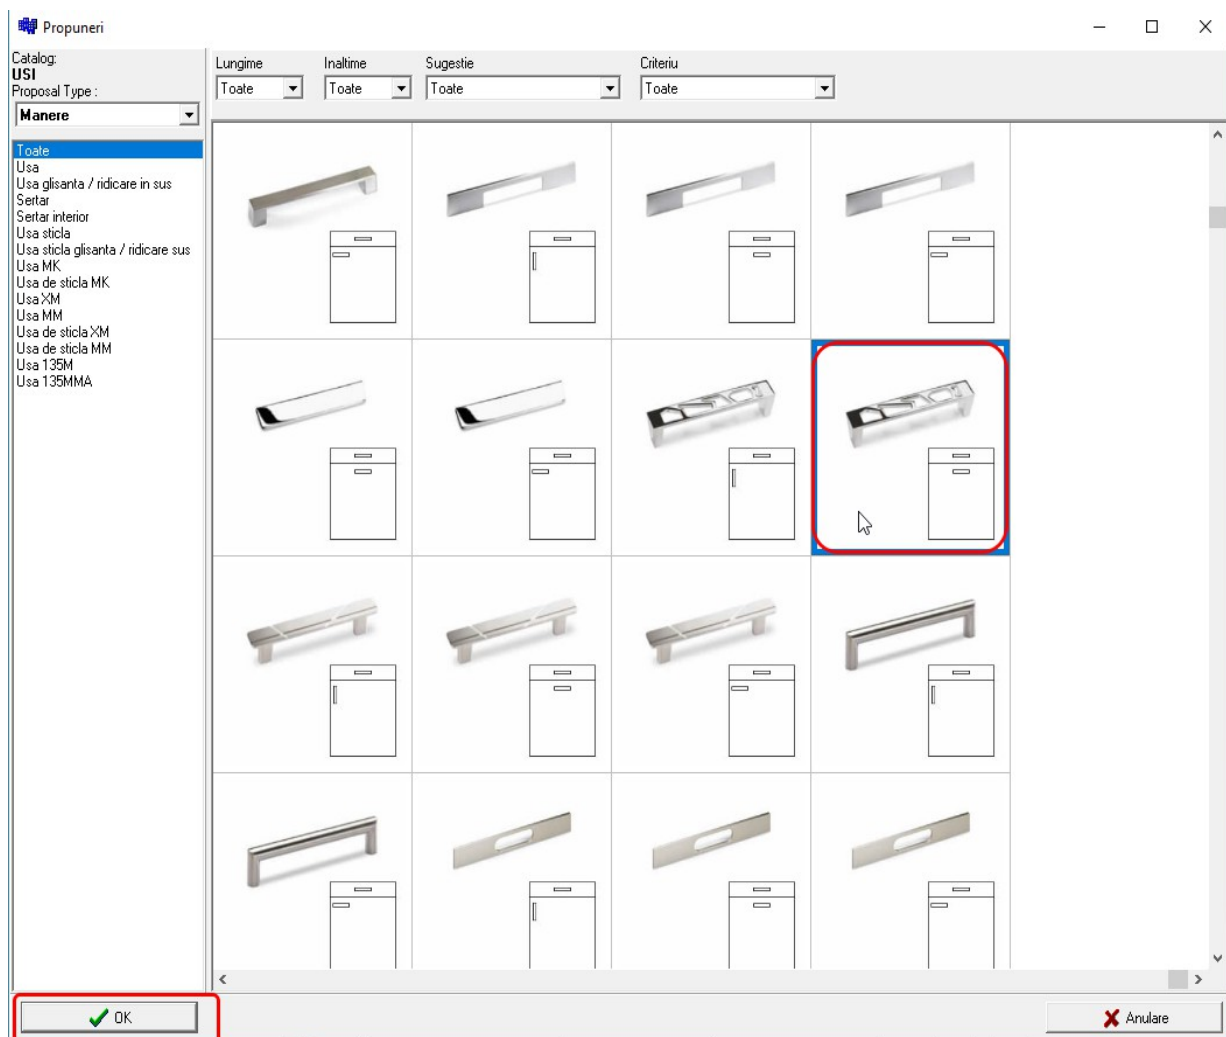 Propuneri
Catalog:
USI
Proposal Type :
Manere
Toate
Usa
Usa glisanta / ridicare in sus
Sertar
Sertar interior
Usa sticla
Usa sticla glisanta / ridicare sus
Usa MK
Usa de sticla MK
Usa XM
Usa MM
Usa de sticla XM
Usa de sticla MM
Usa 135M
Usa 135MMA
Lungime Inaltime Sugestie Criteriu
Toate Toate Toate Toate
OK Anulare